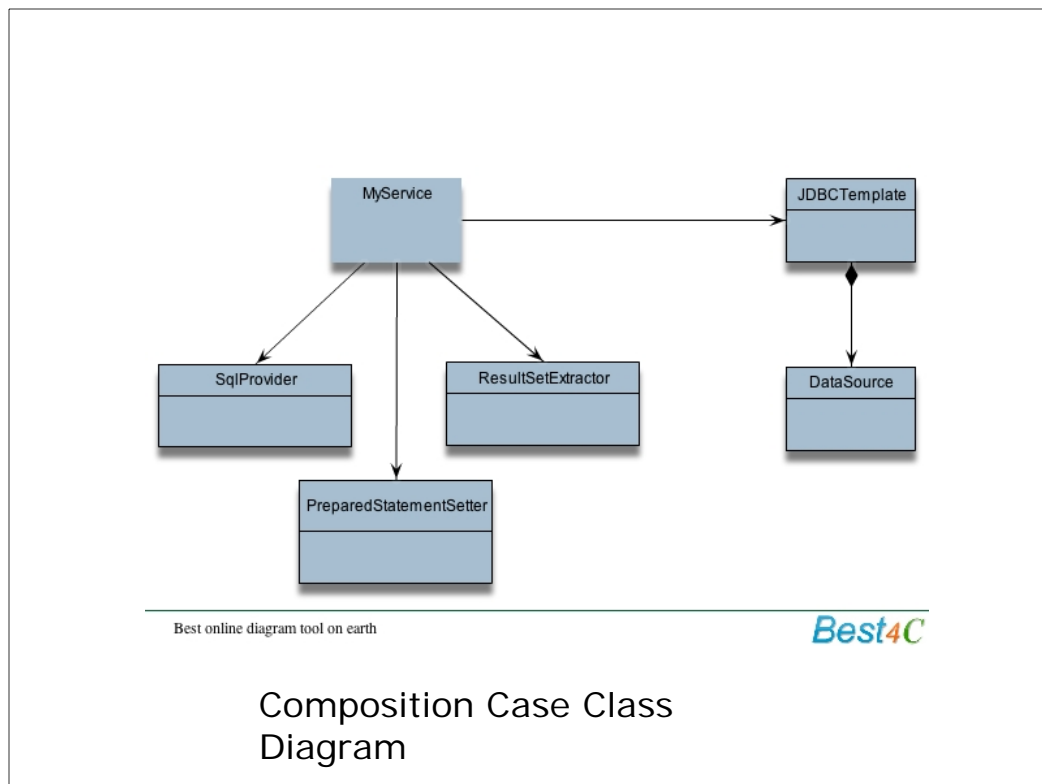 MyService
JDBCTemplate
SqlProvider
ResultSetExtractor
DataSource
PreparedStatementSetter
Best online diagram tool on earth
Best4C
Composition Case Class
Diagram